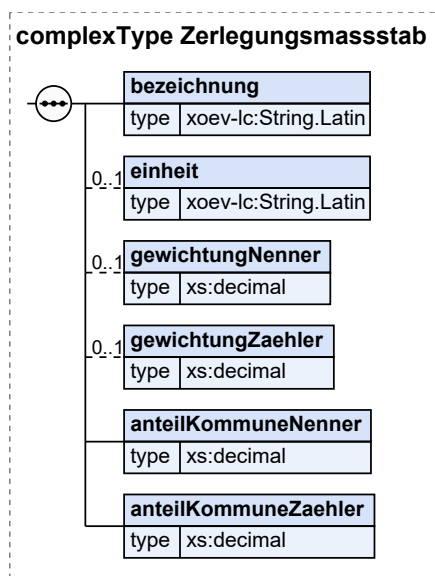 complexType Zerlegungsmassstab
bezeichnung
type xoev-lc:String.Latin
0..1 einheit
type xoev-lc:String.Latin
0..1 gewichtungNenner
type xs:decimal
0..1 gewichtungZaehler
type xs:decimal
anteilKommuneNenner
type xs:decimal
anteilKommuneZaehler
type xs:decimal